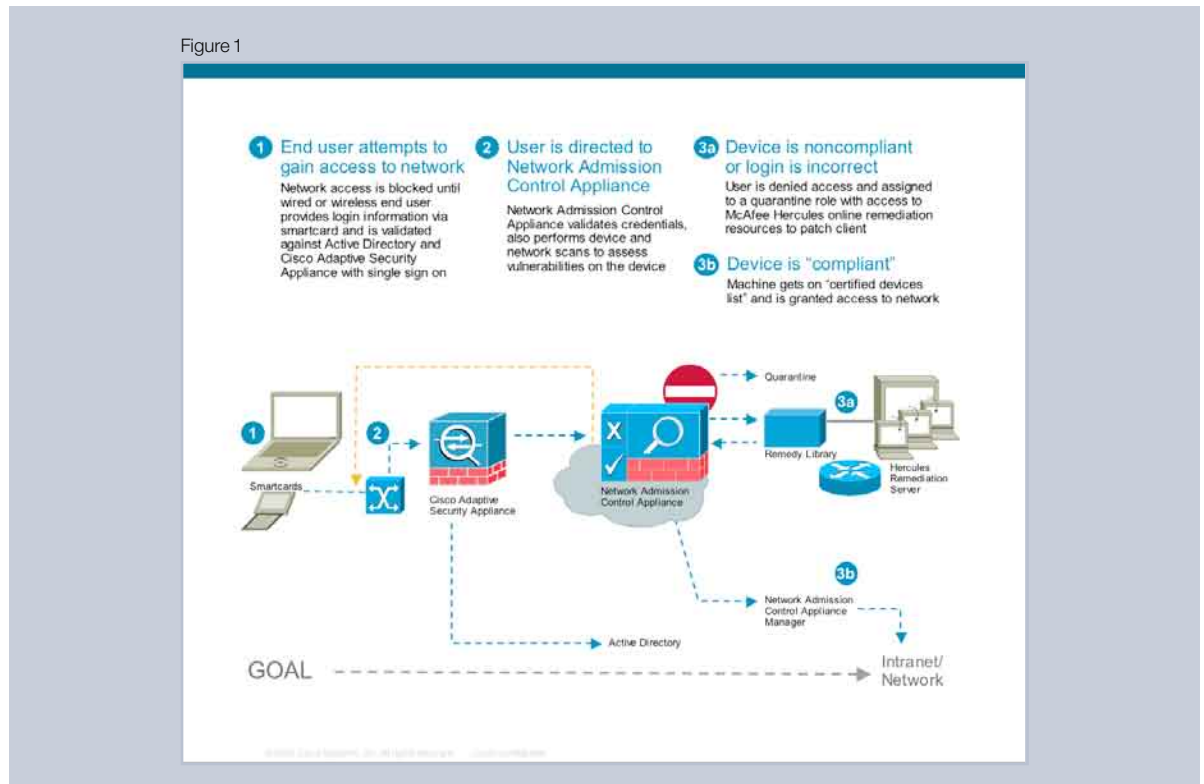 Figure 1
1 End user attempts to
gain access to network
Network access is blocked until
wired or wireless end user
provides login information via
smartcard and is validated
against Active Directory and
Cisco Adaptive Security
Appliance with single sign on
2 User is directed to
Network Admission
Control Appliance
Network Admission Control
Appliance validates credentials,
also performs device and
network scans to assess
vulnerabilities on the device
3a Device is noncompliant
or login is incorrect
User is denied access and assigned
to a quarantine role with access to
McAfee Hercules online remediation
resources to patch client
3b Device is “compliant”
Machine gets on “certified devices
list” and is granted access to network
1
Smartcards
2
Cisco Adaptive
Security Appliance
X
Network Admission
Control Appliance
Quarantine
3a
Remedy Library
Hercules
Remediation
Server
3b
Network Admission
Control Appliance
Manager
Active Directory
GOAL
Intranet/
Network